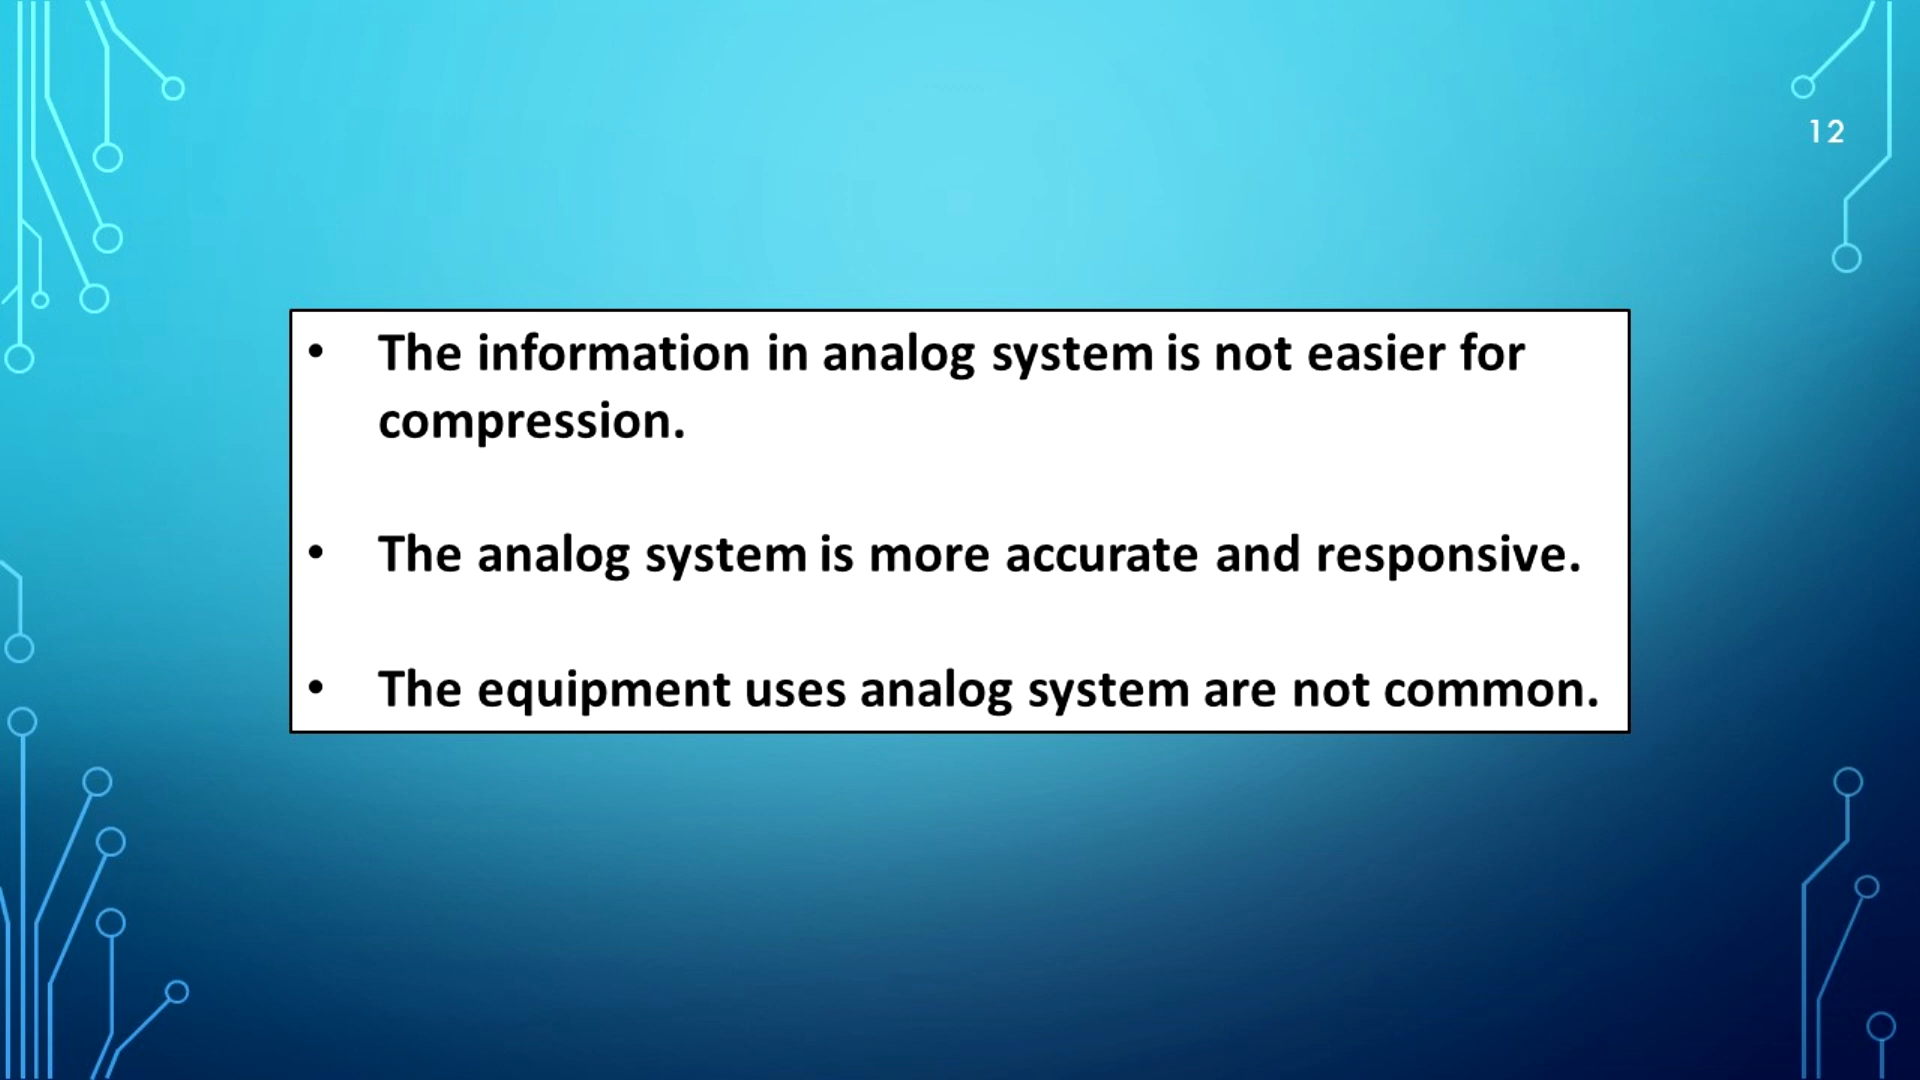 12
• The information in analog system is not easier for
compression.
• The analog system is more accurate and responsive.
• The equipment uses analog system are not common.